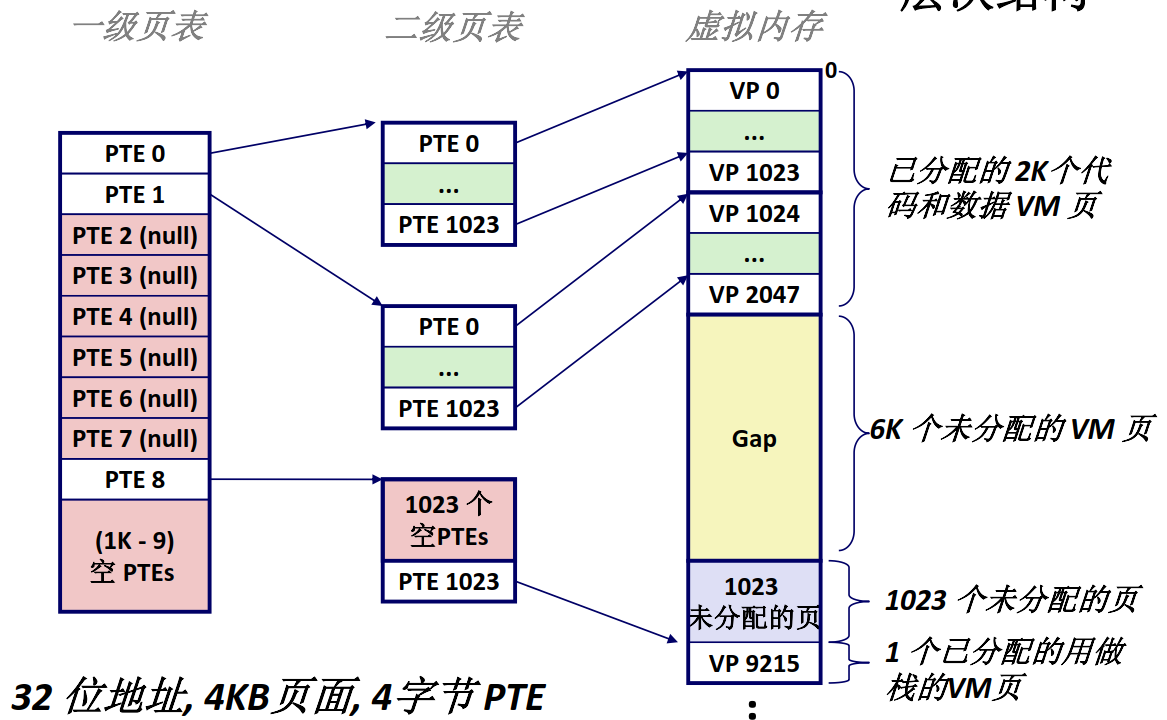 层次结构
一级页表
二级页表
虚拟内存
PTE 0
PTE 1
PTE 2 (null)
PTE 3 (null)
PTE 4 (null)
PTE 5 (null)
PTE 6 (null)
PTE 7 (null)
PTE 8
(1K - 9)
空 PTEs
PTE 0
...
PTE 1023
PTE 0
...
PTE 1023
1023 个
空PTEs
PTE 1023
0
VP 0
...
VP 1023
VP 1024
...
VP 2047
Gap
1023
未分配的页
VP 9215
已分配的 2K个代
码和数据 VM 页
6K 个未分配的 VM 页
1023 个未分配的页
1 个已分配的用做
栈的VM页
32 位地址, 4KB页面, 4字节 PTE